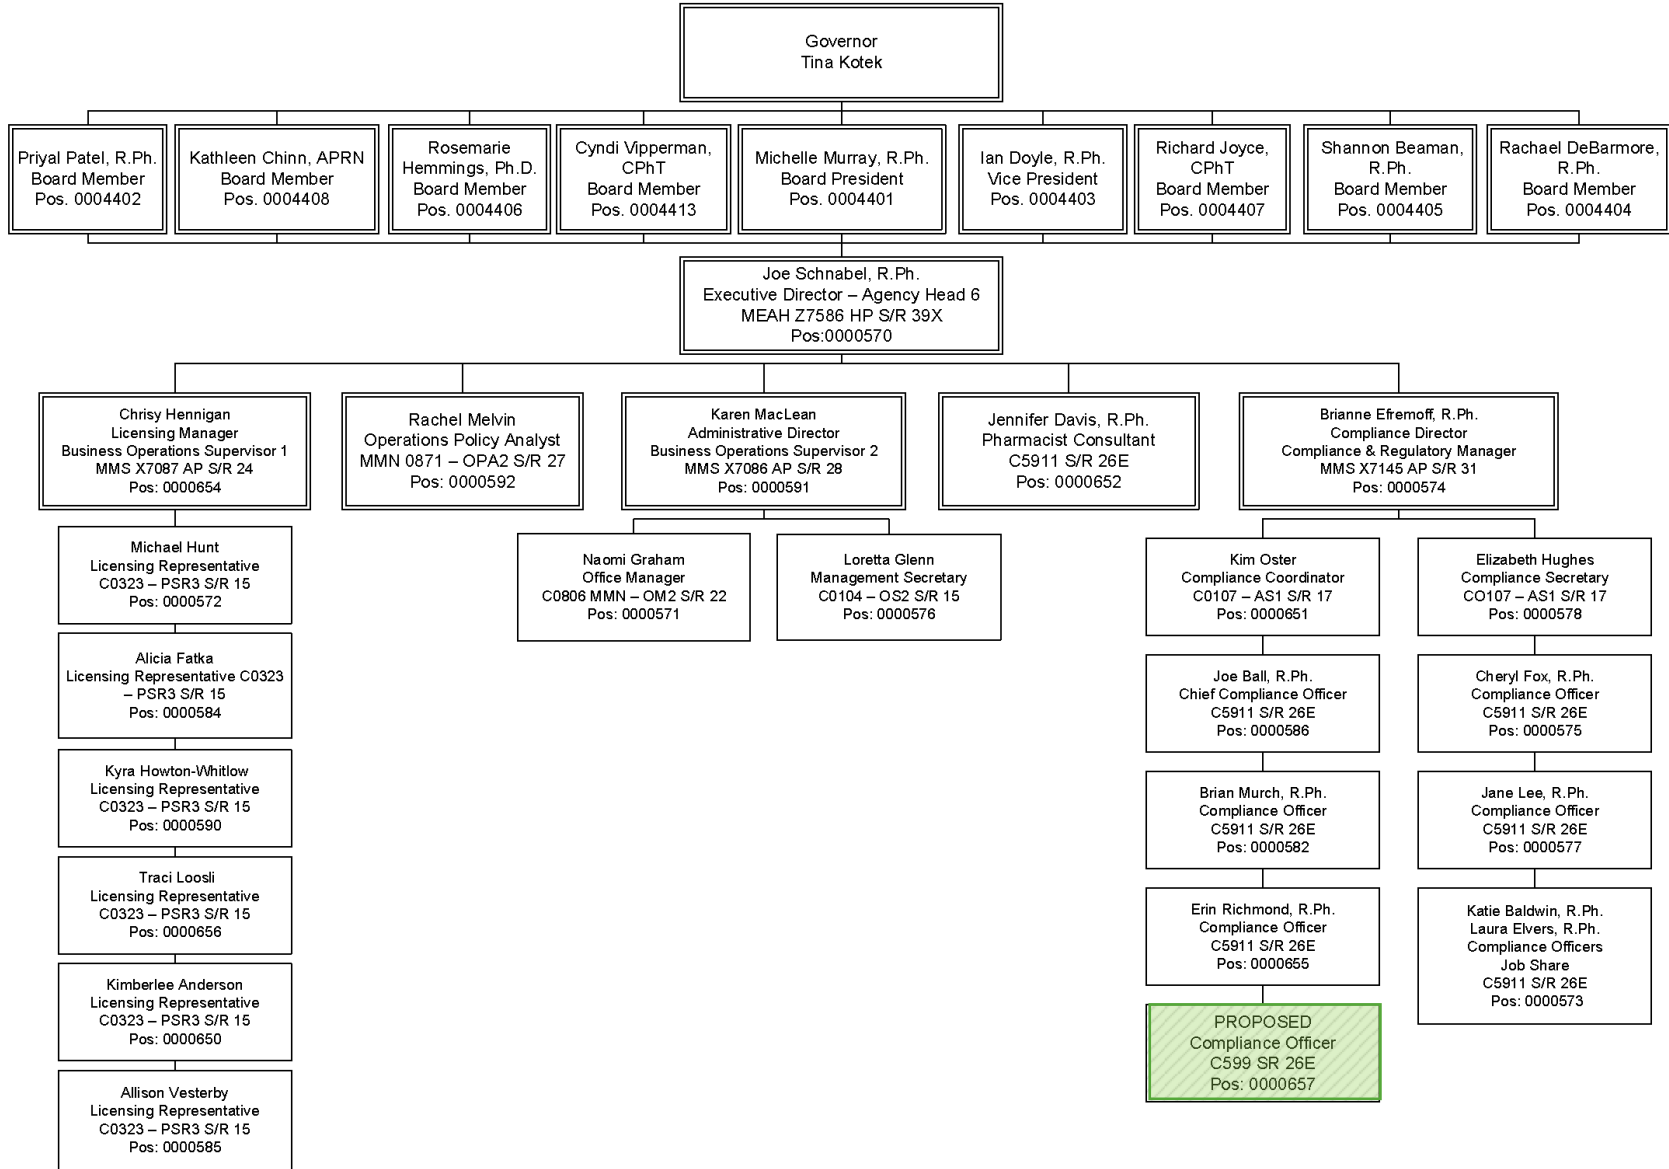 Governor
Tina Kotek
Priyal Patel, R.Ph.
Board Member
Pos. 0004402
Kathleen Chinn, APRN
Board Member
Pos. 0004408
Rosemarie
Hemmings, Ph.D.
Board Member
Pos. 0004406
Cyndi Vipperman,
CPhT
Board Member
Pos. 0004413
Michelle Murray, R.Ph.
Board President
Pos. 0004401
Ian Doyle, R.Ph.
Vice President
Pos. 0004403
Richard Joyce,
CPhT
Board Member
Pos. 0004407
Shannon Beaman,
R.Ph.
Board Member
Pos. 0004405
Rachael DeBarmore,
R.Ph.
Board Member
Pos. 0004404
Joe Schnabel, R.Ph.
Executive Director – Agency Head 6
MEAH Z7586 HP S/R 39X
Pos:0000570
Chrisy Hennigan
Licensing Manager
Business Operations Supervisor 1
MMS X7087 AP S/R 24
Pos: 0000654
Rachel Melvin
Operations Policy Analyst
MMN 0871 – OPA2 S/R 27
Pos: 0000592
Karen MacLean
Administrative Director
Business Operations Supervisor 2
MMS X7086 AP S/R 28
Pos: 0000591
Jennifer Davis, R.Ph.
Pharmacist Consultant
C5911 S/R 26E
Pos: 0000652
Brianne Efremoff, R.Ph.
Compliance Director
Compliance & Regulatory Manager
MMS X7145 AP S/R 31
Pos: 0000574
Michael Hunt
Licensing Representative
C0323 – PSR3 S/R 15
Pos: 0000572
Alicia Fatka
Licensing Representative C0323
– PSR3 S/R 15
Pos: 0000584
Kyra Howton-Whitlow
Licensing Representative
C0323 – PSR3 S/R 15
Pos: 0000590
Traci Loosli
Licensing Representative
C0323 – PSR3 S/R 15
Pos: 0000656
Kimberlee Anderson
Licensing Representative
C0323 – PSR3 S/R 15
Pos: 0000650
Allison Vesterby
Licensing Representative
C0323 – PSR3 S/R 15
Pos: 0000585
Naomi Graham
Office Manager
C0806 MMN – OM2 S/R 22
Pos: 0000571
Loretta Glenn
Management Secretary
C0104 – OS2 S/R 15
Pos: 0000576
Kim Oster
Compliance Coordinator
C0107 – AS1 S/R 17
Pos: 0000651
Joe Ball, R.Ph.
Chief Compliance Officer
C5911 S/R 26E
Pos: 0000586
Brian Murch, R.Ph.
Compliance Officer
C5911 S/R 26E
Pos: 0000582
Erin Richmond, R.Ph.
Compliance Officer
C5911 S/R 26E
Pos: 0000655
PROPOSED
Compliance Officer
C599 SR 26E
Pos: 0000657
Elizabeth Hughes
Compliance Secretary
CO107 – AS1 S/R 17
Pos: 0000578
Cheryl Fox, R.Ph.
Compliance Officer
C5911 S/R 26E
Pos: 0000575
Jane Lee, R.Ph.
Compliance Officer
C5911 S/R 26E
Pos: 0000577
Katie Baldwin, R.Ph.
Laura Elvers, R.Ph.
Compliance Officers
Job Share
C5911 S/R 26E
Pos: 0000573